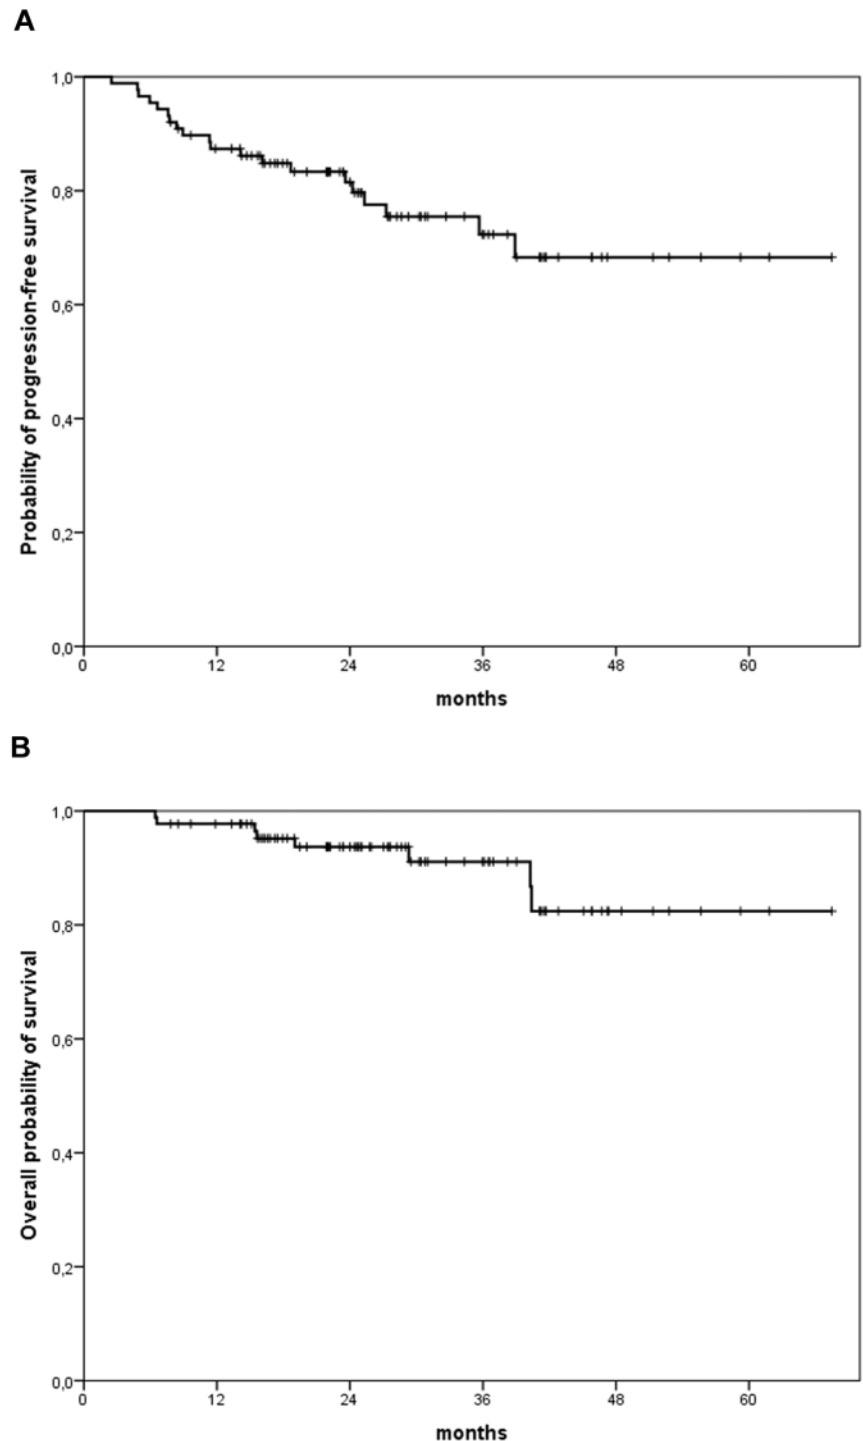 A
Probability of progression-free survival
1,0
0,8
0,6
0,4
0,2
0,0
0 12 24 36 48 60
months
B
Overall probability of survival
1,0
0,8
0,6
0,4
0,2
0,0
0 12 24 36 48 60
months